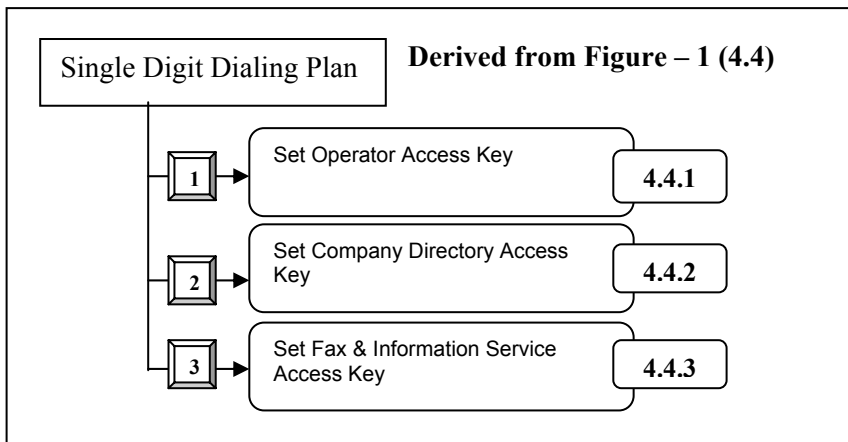 Single Digit Dialing Plan
Derived from Figure – 1 (4.4)
1
Set Operator Access Key
4.4.1
2
Set Company Directory Access
Key
4.4.2
3
Set Fax & Information Service
Access Key
4.4.3